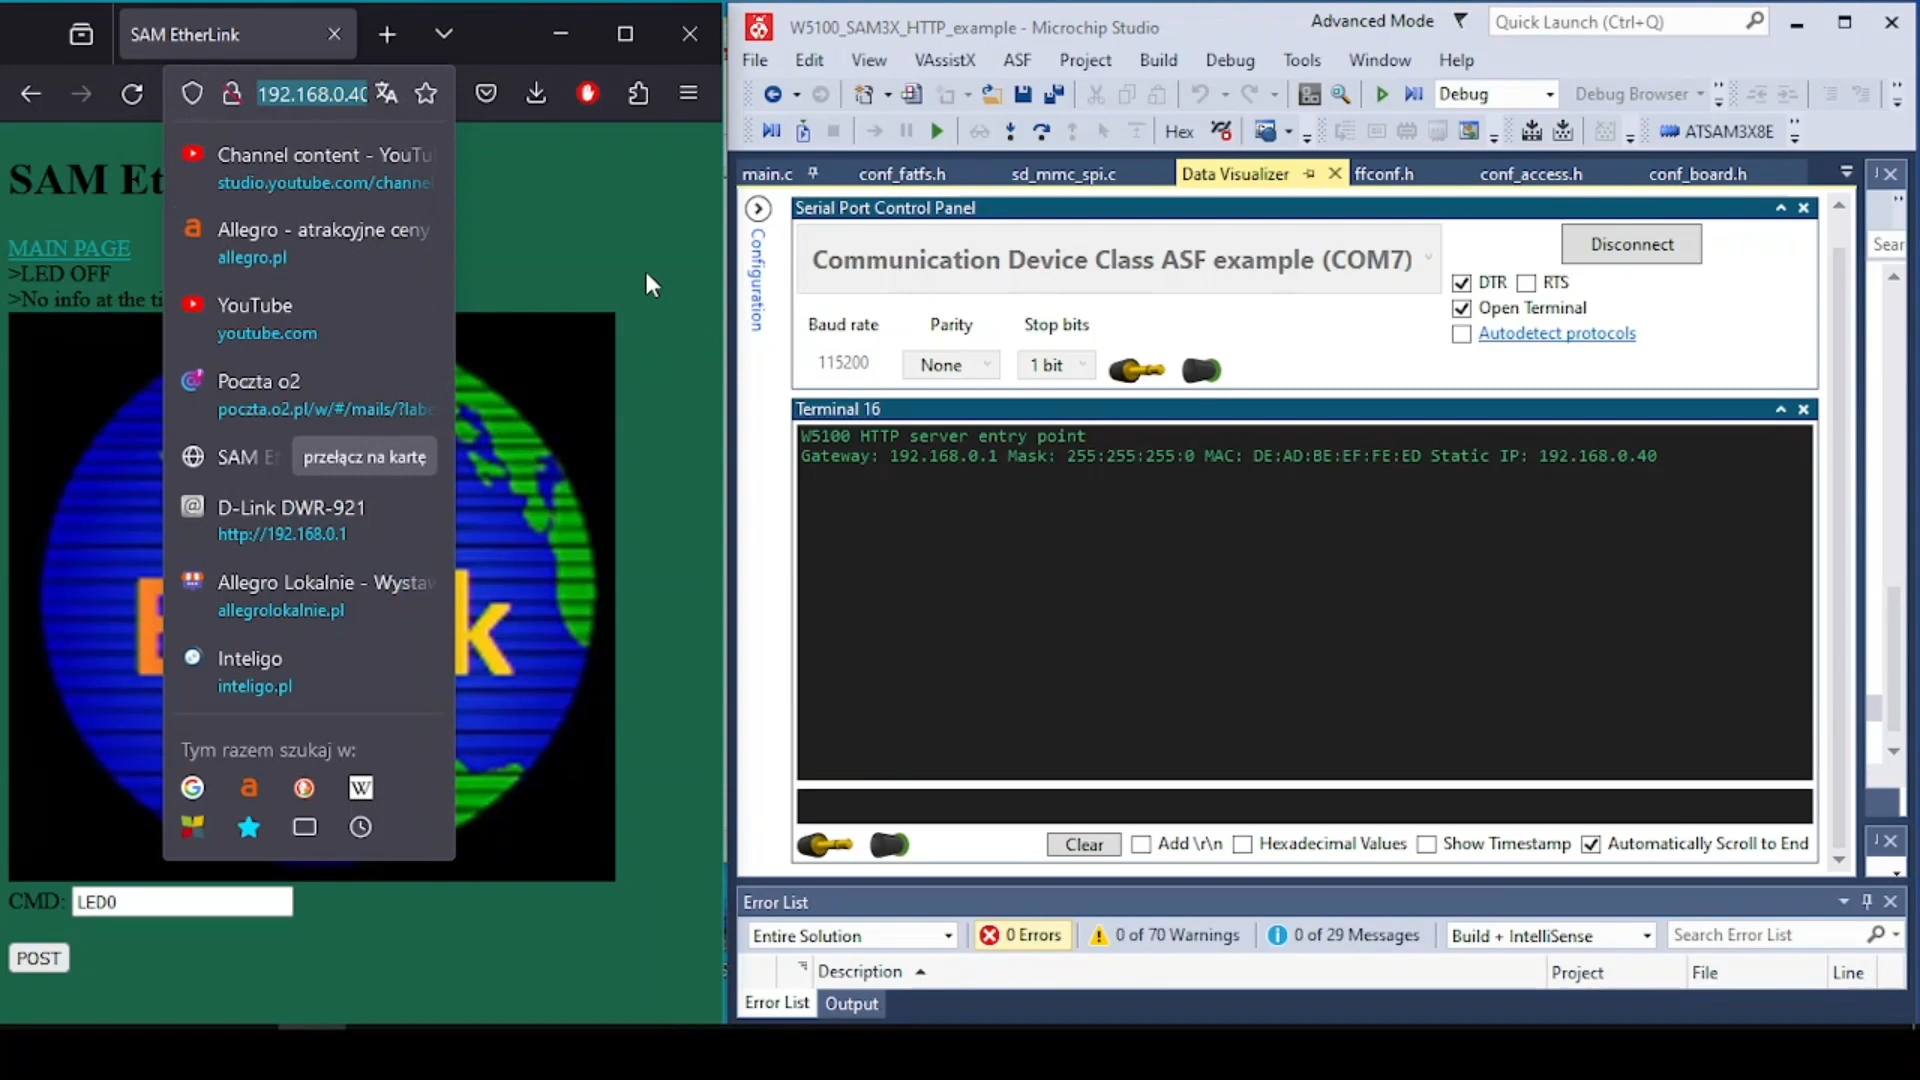 SAM EtherLink
192.168.0.40
Channel content - YouTu
studio.youtube.com/channel
Allegro - atrakcyjne ceny
allegro.pl
YouTube
youtube.com
Poczta o2
poczta.o2.pl/w/#/mails/?labe
SAM E
przełącz na kartę
D-Link DWR-921
http://192.168.0.1
Allegro Lokalnie - Wystaw
allegrolokalnie.pl
Inteligo
inteligo.pl
Tym razem szukaj w:
SAM Et
MAIN PAGE
>LED OFF
>No info at the ti
k
CMD: LED0
POST
W5100_SAM3X_HTTP_example - Microchip Studio
Advanced Mode
Quick Launch (Ctrl+Q)
File Edit View VAssistX ASF Project Build Debug Tools Window Help
Debug
Debug Browser
Hex
ATSAM3X8E
main.c conf_fatfs.h sd_mmc_spi.c Data Visualizer ffconf.h conf_access.h conf_board.h
Configuration
Sear
Serial Port Control Panel
Communication Device Class ASF example (COM7)
Disconnect
DTR RTS
Open Terminal
Autodetect protocols
Baud rate Parity Stop bits
115200 None 1 bit
Terminal 16
W5100 HTTP server entry point
Gateway: 192.168.0.1 Mask: 255:255:255:0 MAC: DE:AD:BE:EF:FE:ED Static IP: 192.168.0.40
Clear Add \r\n Hexadecimal Values Show Timestamp Automatically Scroll to End
Error List
Entire Solution 0 Errors 0 of 70 Warnings 0 of 29 Messages Build + IntelliSense Search Error List
Description Project File Line
Error List Output